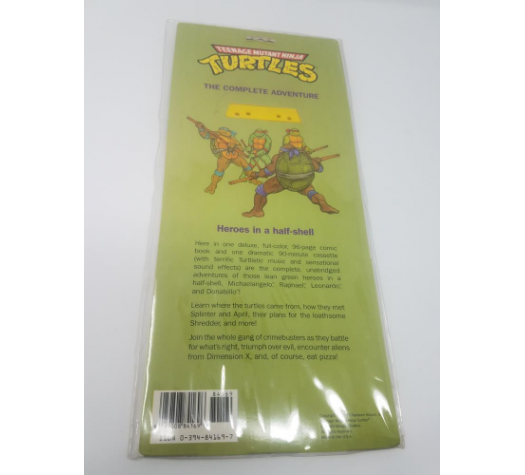 TEENAGE MUTANT NINJA
TURTLES
THE COMPLETE ADVENTURE
Heroes in a half-shell
Here in one deluxe, full-color, 96-page comic
book and one dramatic 90-minute cassette
(with terrific Turtlistic music and sensational
sound effects) are the complete, unabridged
adventures of those lean green heroes in a
half-shell, Michaelangelo, Raphael, Leonardo,
and Donatello
Learn where the turtles came from, how they met
Splinter and April, their plans for the loathsome
Shredder, and more!
Join the whole gang of crimebusters as they battle
for what's right, triumph over evil, encounter aliens
from Dimension X, and, of course, eat pizza!
84169
ISBN 0-394-84169-7